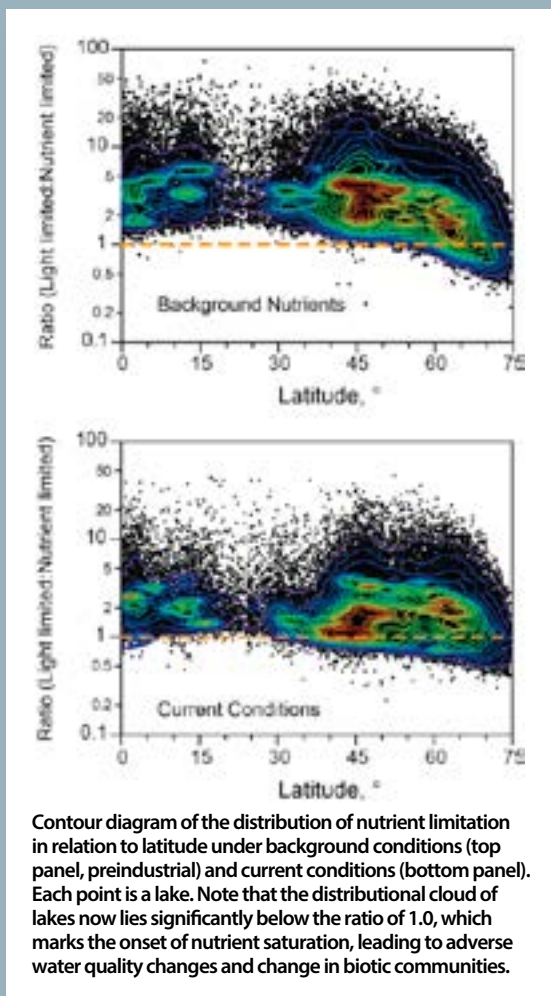 100
50
20
10
5
2
1
0.5
0.2
0.1
Ratio (Light limited:Nutrient limited)
Background Nutrients
0 15 30 45 60 75
Latitude, °
100
50
20
10
5
2
1
0.5
0.2
0.1
Ratio (Light limited:Nutrient limited)
Current Conditions
0 15 30 45 60 75
Latitude, °
Contour diagram of the distribution of nutrient limitation
in relation to latitude under background conditions (top
panel, preindustrial) and current conditions (bottom panel).
Each point is a lake. Note that the distributional cloud of
lakes now lies significantly below the ratio of 1.0, which
marks the onset of nutrient saturation, leading to adverse
water quality changes and change in biotic communities.